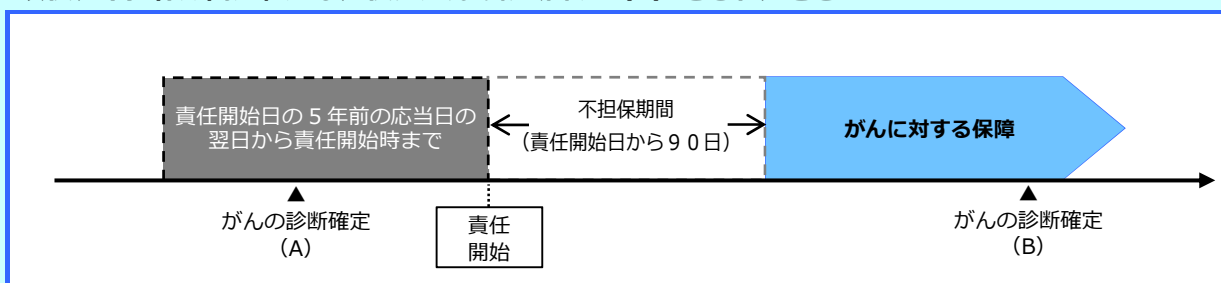 責任開始日の５年前の応当日の
翌日から責任開始時まで
不担保期間
（責任開始日から９０日）
がんに対する保障
がんの診断確定
（A）
責任
開始
がんの診断確定
（B）